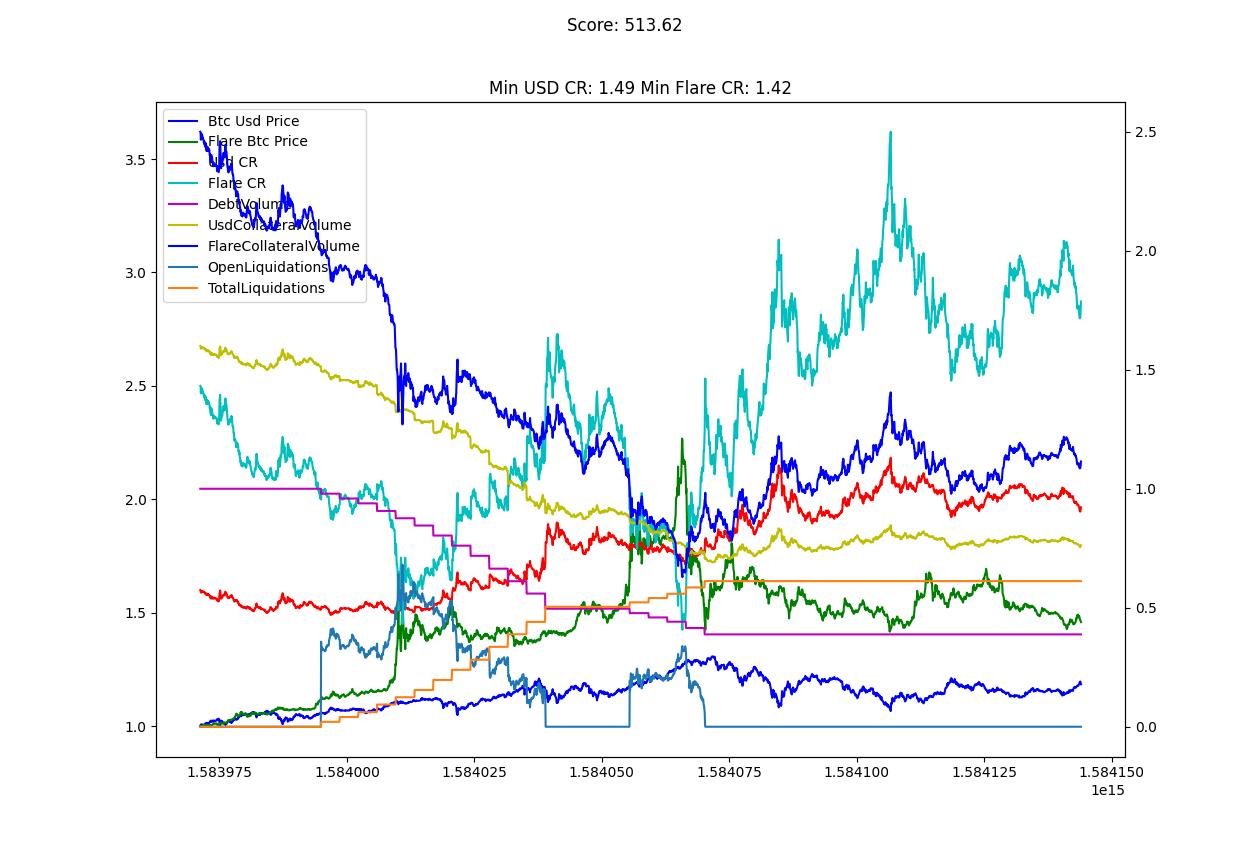 Score: 513.62
Min USD CR: 1.49 Min Flare CR: 1.42
Btc Usd Price
Flare Btc Price
Usd CR
Flare CR
DebtVolume
UsdCollateralVolume
FlareCollateralVolume
OpenLiquidations
TotalLiquidations
3.5
3.0
2.5
2.0
1.5
1.0
2.5
2.0
1.5
1.0
0.5
0.0
1.583975 1.584000 1.584025 1.584050 1.584075 1.584100 1.584125 1.584150
1e15